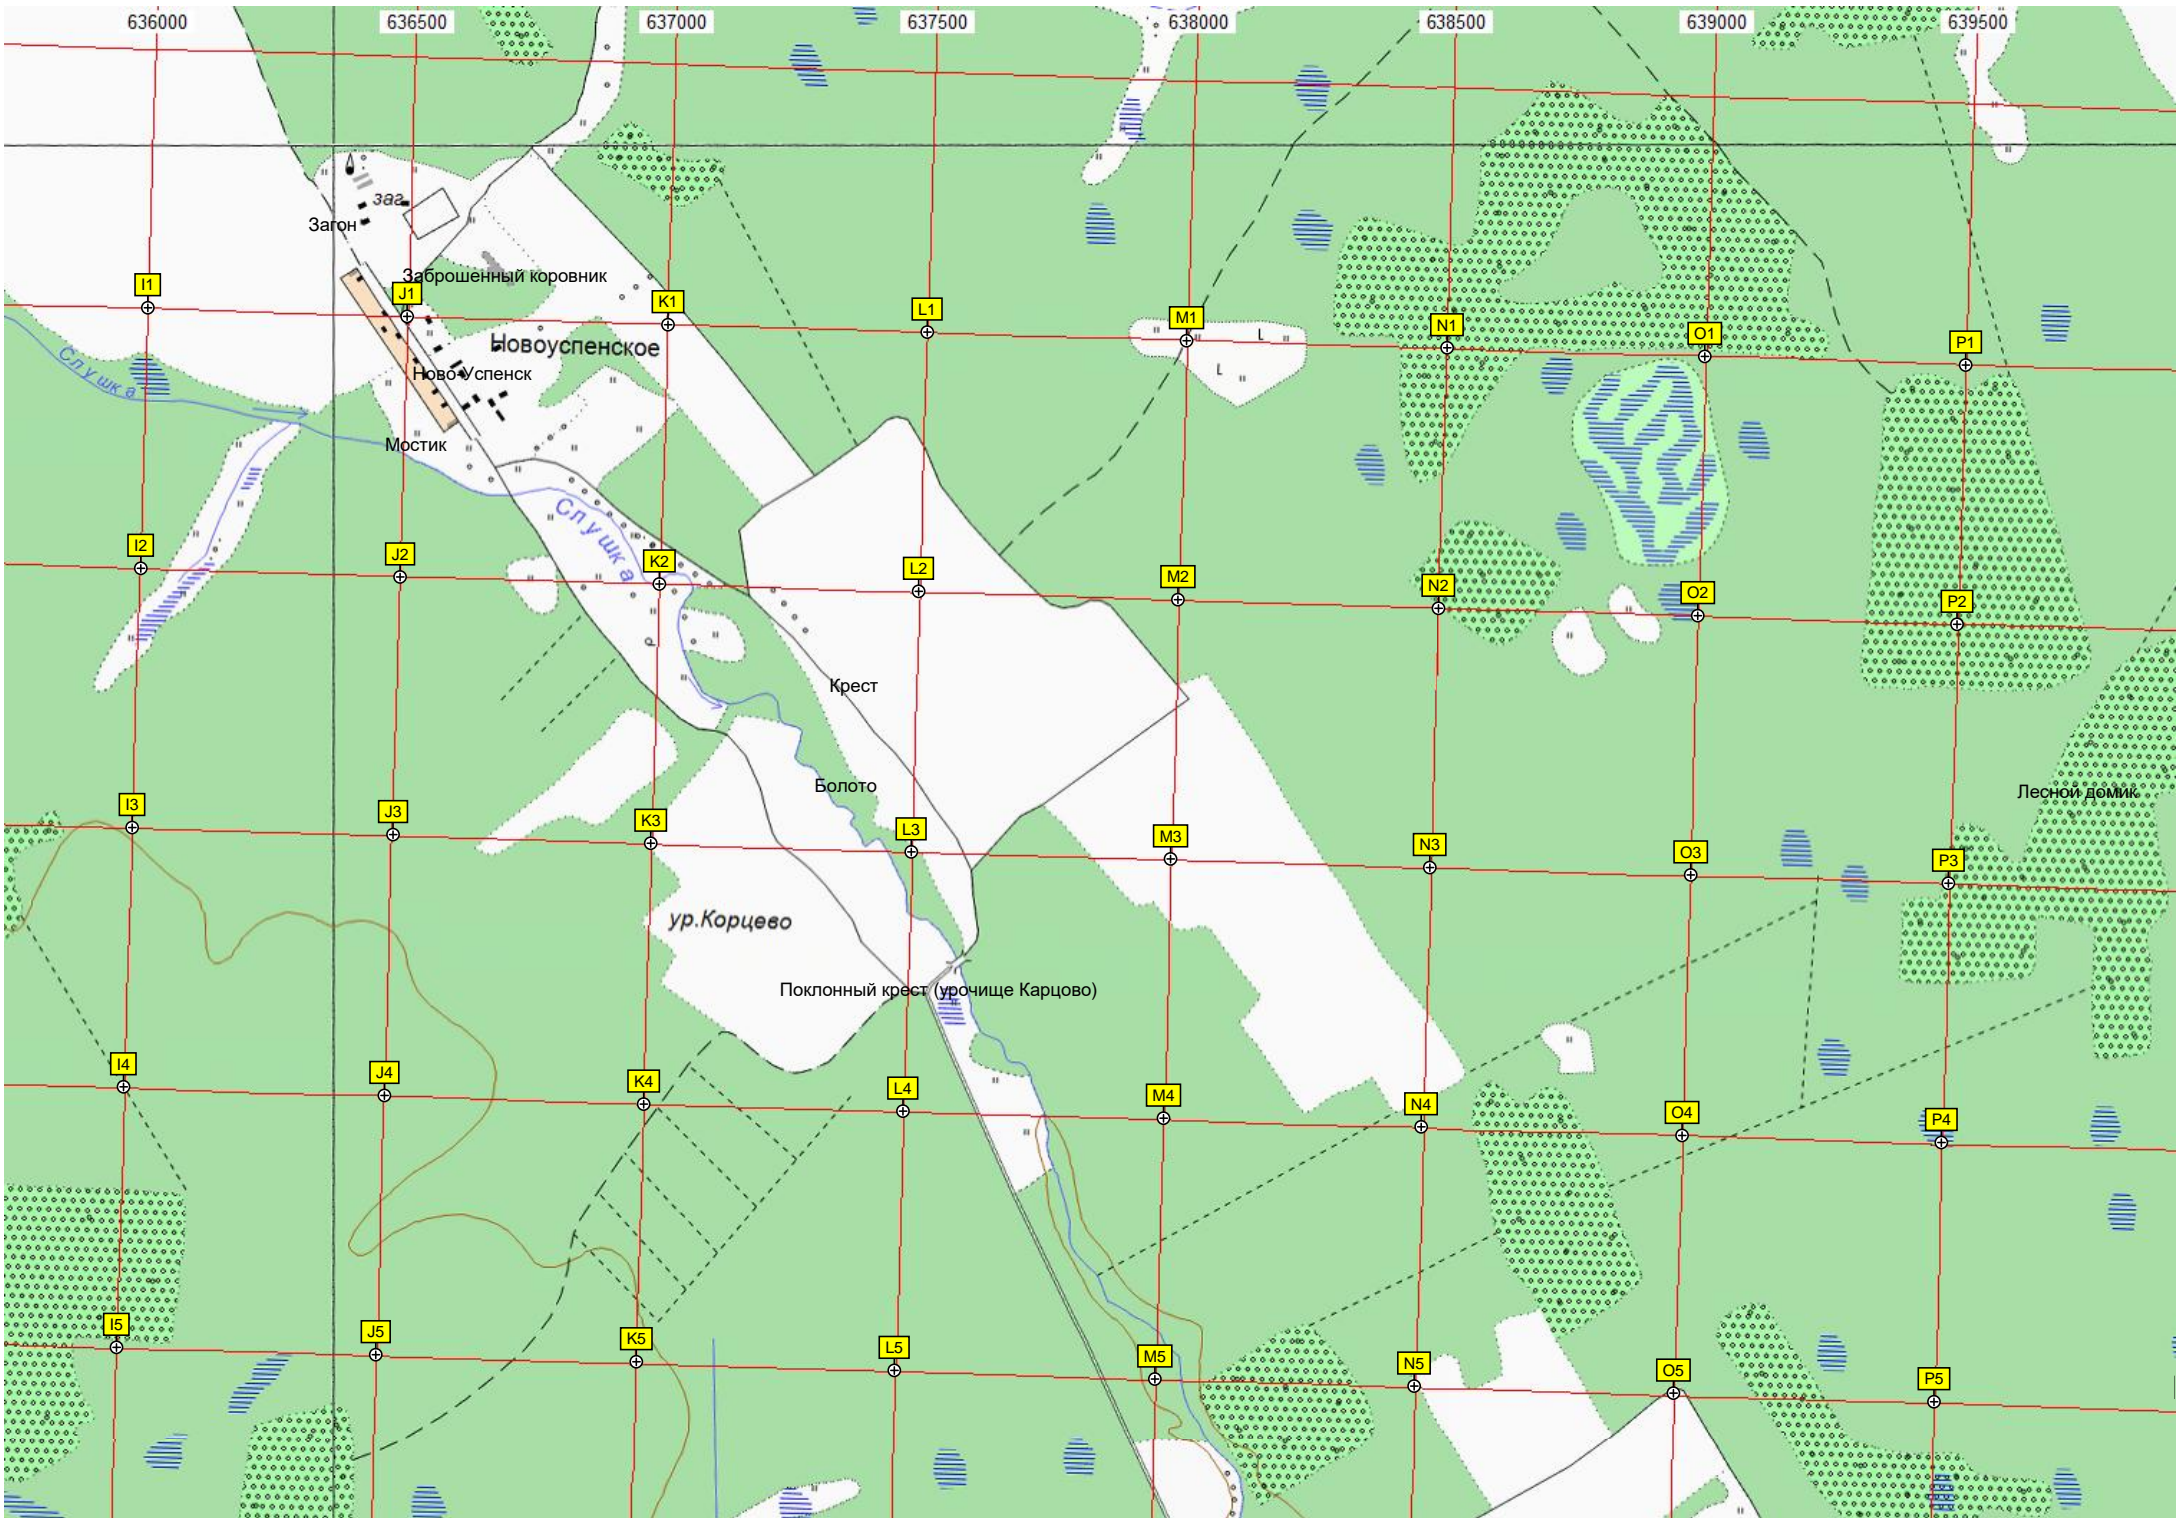 636000 636500 637000 637500 638000 638500 639000 639500
заг
Загон
Заброшенный коровник
I1 J1 K1 L1 M1 N1 O1 P1
Новоуспенское
Ново-Успенск
Слушка
Мостик
Слушка
I2 J2 K2 L2 M2 N2 O2 P2
Крест
Болото
Лесной домик
I3 J3 K3 L3 M3 N3 O3 P3
ур.Корцево
Поклонный крест (урочище Карцово)
I4 J4 K4 L4 M4 N4 O4 P4
I5 J5 K5 L5 M5 N5 O5 P5